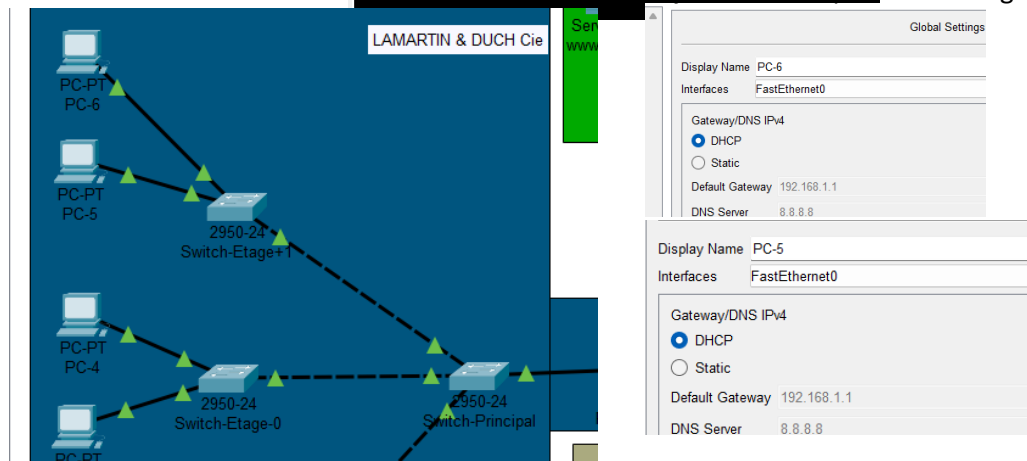 LAMARTIN & DUCH Cie
PC-PT
PC-6
PC-PT
PC-5
2950-24
Switch-Etage+1
PC-PT
PC-4
2950-24
Switch-Etage-0
2950-24
Switch-Principal
PC-PT
Global Settings
Display Name PC-6
Interfaces FastEthernet0
Gateway/DNS IPv4
DHCP
Static
Default Gateway 192.168.1.1
DNS Server 8.8.8.8
Display Name PC-5
Interfaces FastEthernet0
Gateway/DNS IPv4
DHCP
Static
Default Gateway 192.168.1.1
DNS Server 8.8.8.8